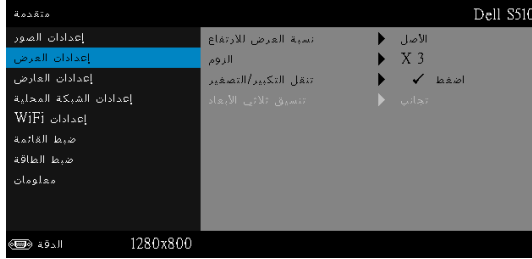 متقدمة
Dell S510
إعدادات الصور
إعدادات العرض
إعدادات العارض
إعدادات الشبكة المحلية
إعدادات WiFi
ضبط القائمة
ضبط الطاقة
معلومات
نسبة العرض للارتفاع الأصل
الزوم X 3
تنقل التكبير/التصغير اضغط ✓
تنسيق ثلاثي الأبعاد تجانب
الدقة 1280x800